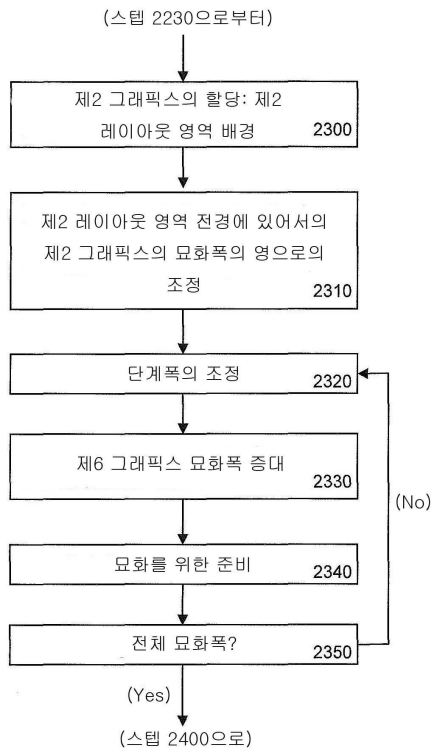 (스텝 2230으로부터)
제2 그래픽스의 할당: 제2
레이아웃 영역 배경
2300
제2 레이아웃 영역 전경에 있어서의
제2 그래픽스의 묘화폭의 영으로의
조정
2310
단계폭의 조정
2320
제6 그래픽스 묘화폭 증대
2330
(No)
묘화를 위한 준비
2340
전체 묘화폭?
2350
(Yes)
(스텝 2400으로)